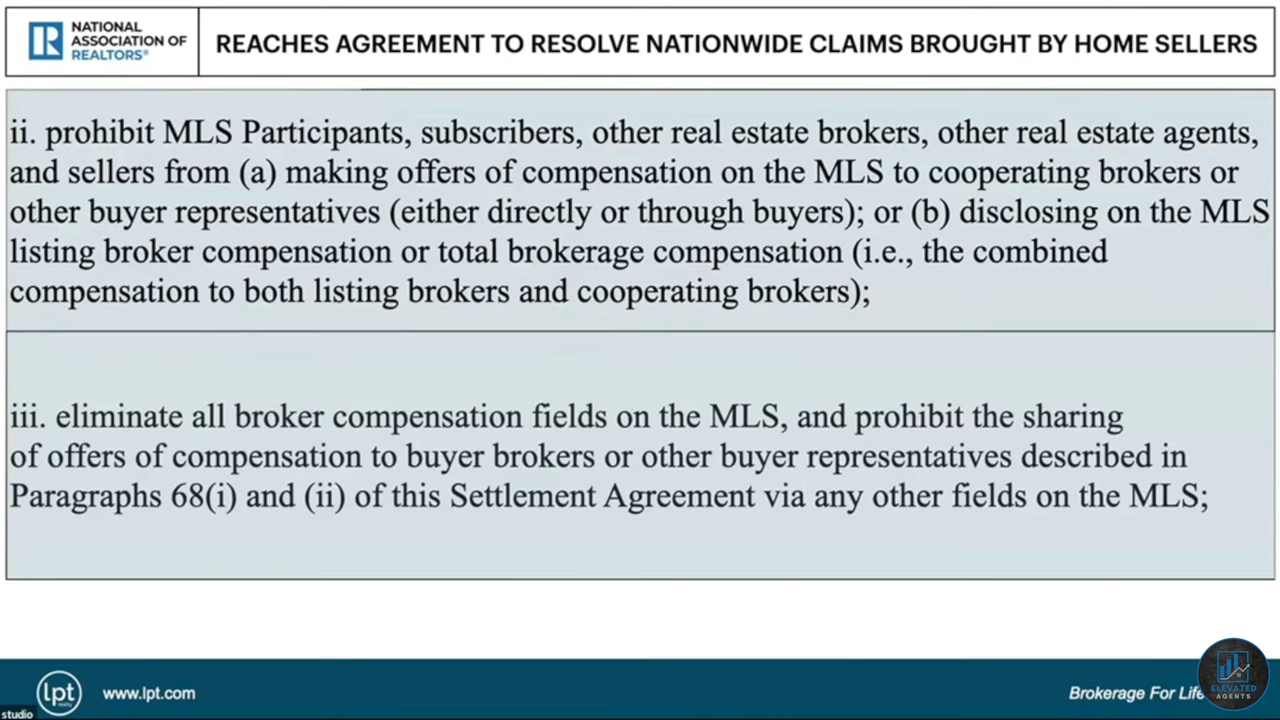 NATIONAL
ASSOCIATION OF
REALTORS®
REACHES AGREEMENT TO RESOLVE NATIONWIDE CLAIMS BROUGHT BY HOME SELLERS
ii. prohibit MLS Participants, subscribers, other real estate brokers, other real estate agents,
and sellers from (a) making offers of compensation on the MLS to cooperating brokers or
other buyer representatives (either directly or through buyers); or (b) disclosing on the MLS
listing broker compensation or total brokerage compensation (i.e., the combined
compensation to both listing brokers and cooperating brokers);
iii. eliminate all broker compensation fields on the MLS, and prohibit the sharing
of offers of compensation to buyer brokers or other buyer representatives described in
Paragraphs 68(i) and (ii) of this Settlement Agreement via any other fields on the MLS;
lpt
realty
www.lpt.com
Brokerage For Life
ELEVATED
AGENTS
studio